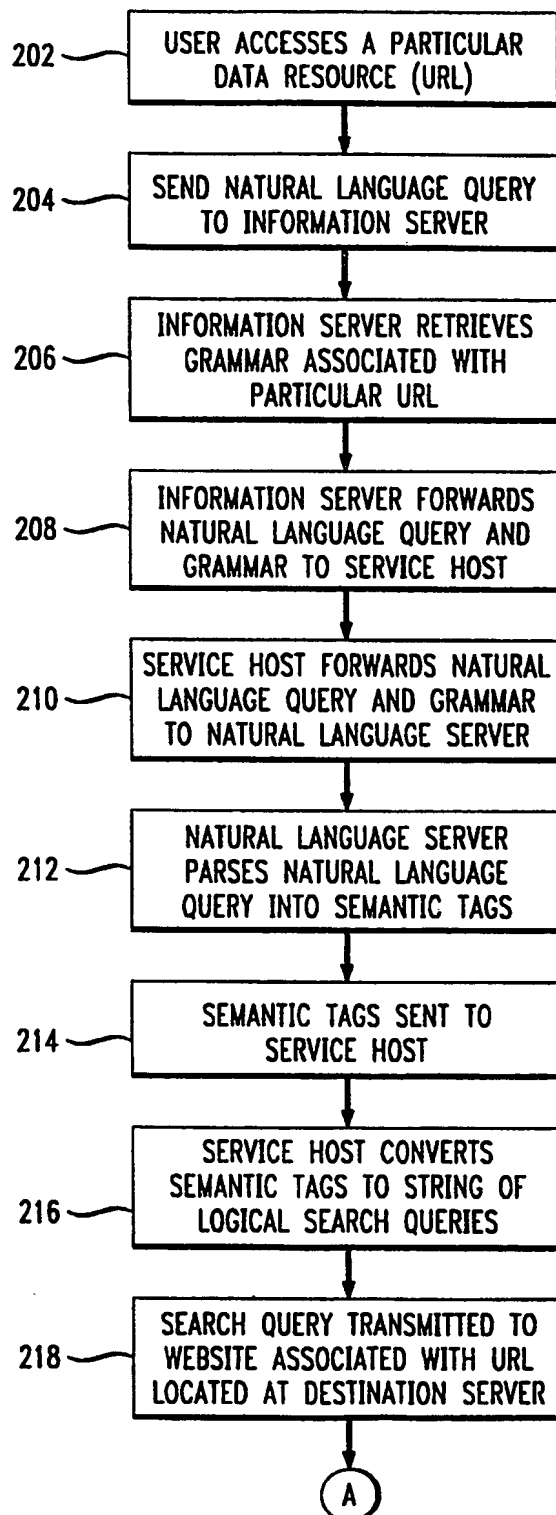 202
USER ACCESSES A PARTICULAR
DATA RESOURCE (URL)
204
SEND NATURAL LANGUAGE QUERY
TO INFORMATION SERVER
206
INFORMATION SERVER RETRIEVES
GRAMMAR ASSOCIATED WITH
PARTICULAR URL
208
INFORMATION SERVER FORWARDS
NATURAL LANGUAGE QUERY AND
GRAMMAR TO SERVICE HOST
210
SERVICE HOST FORWARDS NATURAL
LANGUAGE QUERY AND GRAMMAR
TO NATURAL LANGUAGE SERVER
212
NATURAL LANGUAGE SERVER
PARSES NATURAL LANGUAGE
QUERY INTO SEMANTIC TAGS
214
SEMANTIC TAGS SENT TO
SERVICE HOST
216
SERVICE HOST CONVERTS
SEMANTIC TAGS TO STRING OF
LOGICAL SEARCH QUERIES
218
SEARCH QUERY TRANSMITTED TO
WEBSITE ASSOCIATED WITH URL
LOCATED AT DESTINATION SERVER
A